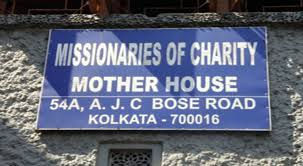 MISSIONARIES OF CHARITY
MOTHER HOUSE
54A, A. J. C BOSE ROAD
KOLKATA - 700016